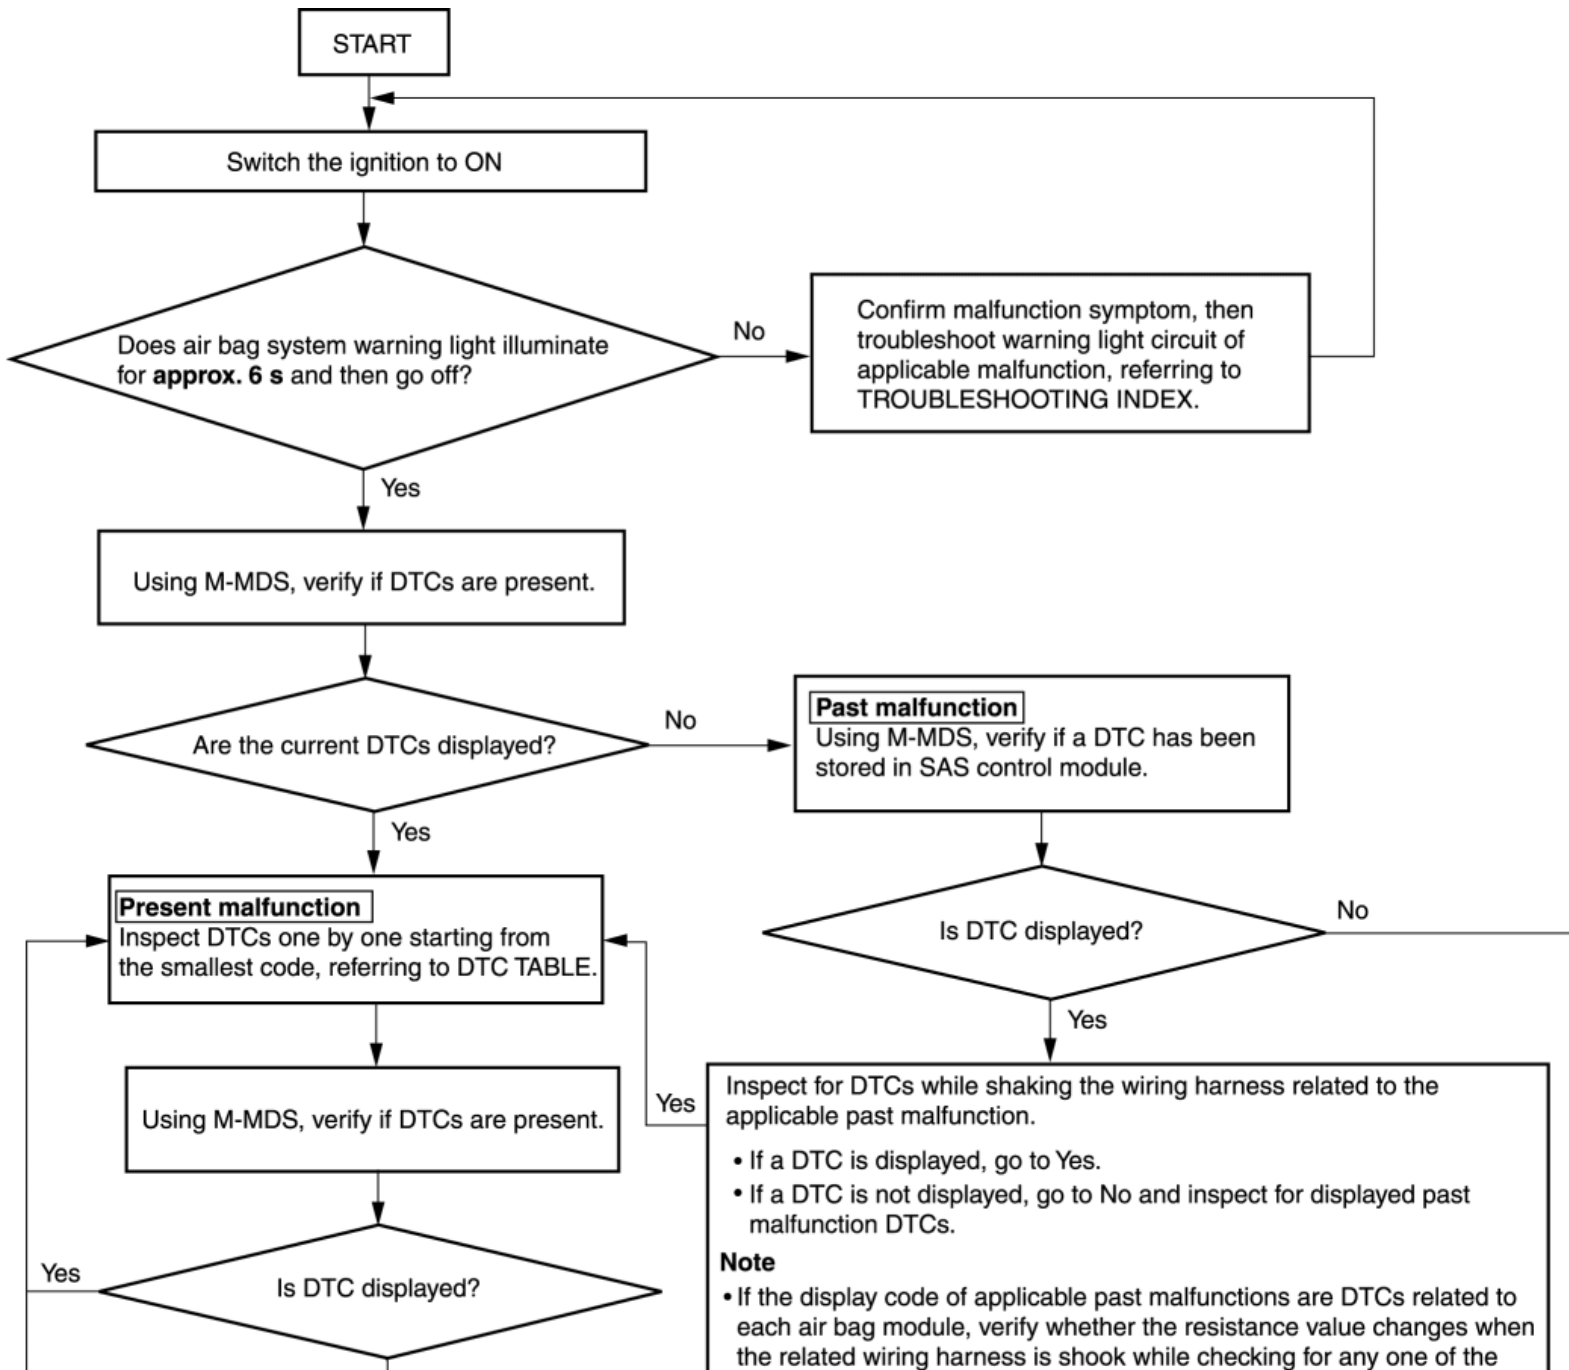 START
Switch the ignition to ON
Does air bag system warning light illuminate
for approx. 6 s and then go off?
No
Confirm malfunction symptom, then
troubleshoot warning light circuit of
applicable malfunction, referring to
TROUBLESHOOTING INDEX.
Yes
Using M-MDS, verify if DTCs are present.
Are the current DTCs displayed?
No
Past malfunction
Using M-MDS, verify if a DTC has been
stored in SAS control module.
Yes
Present malfunction
Inspect DTCs one by one starting from
the smallest code, referring to DTC TABLE.
Is DTC displayed?
No
Yes
Using M-MDS, verify if DTCs are present.
Yes
Inspect for DTCs while shaking the wiring harness related to the
applicable past malfunction.
• If a DTC is displayed, go to Yes.
• If a DTC is not displayed, go to No and inspect for displayed past
malfunction DTCs.
Note
• If the display code of applicable past malfunctions are DTCs related to
each air bag module, verify whether the resistance value changes when
the related wiring harness is shook while checking for any one of the
Yes
Is DTC displayed?